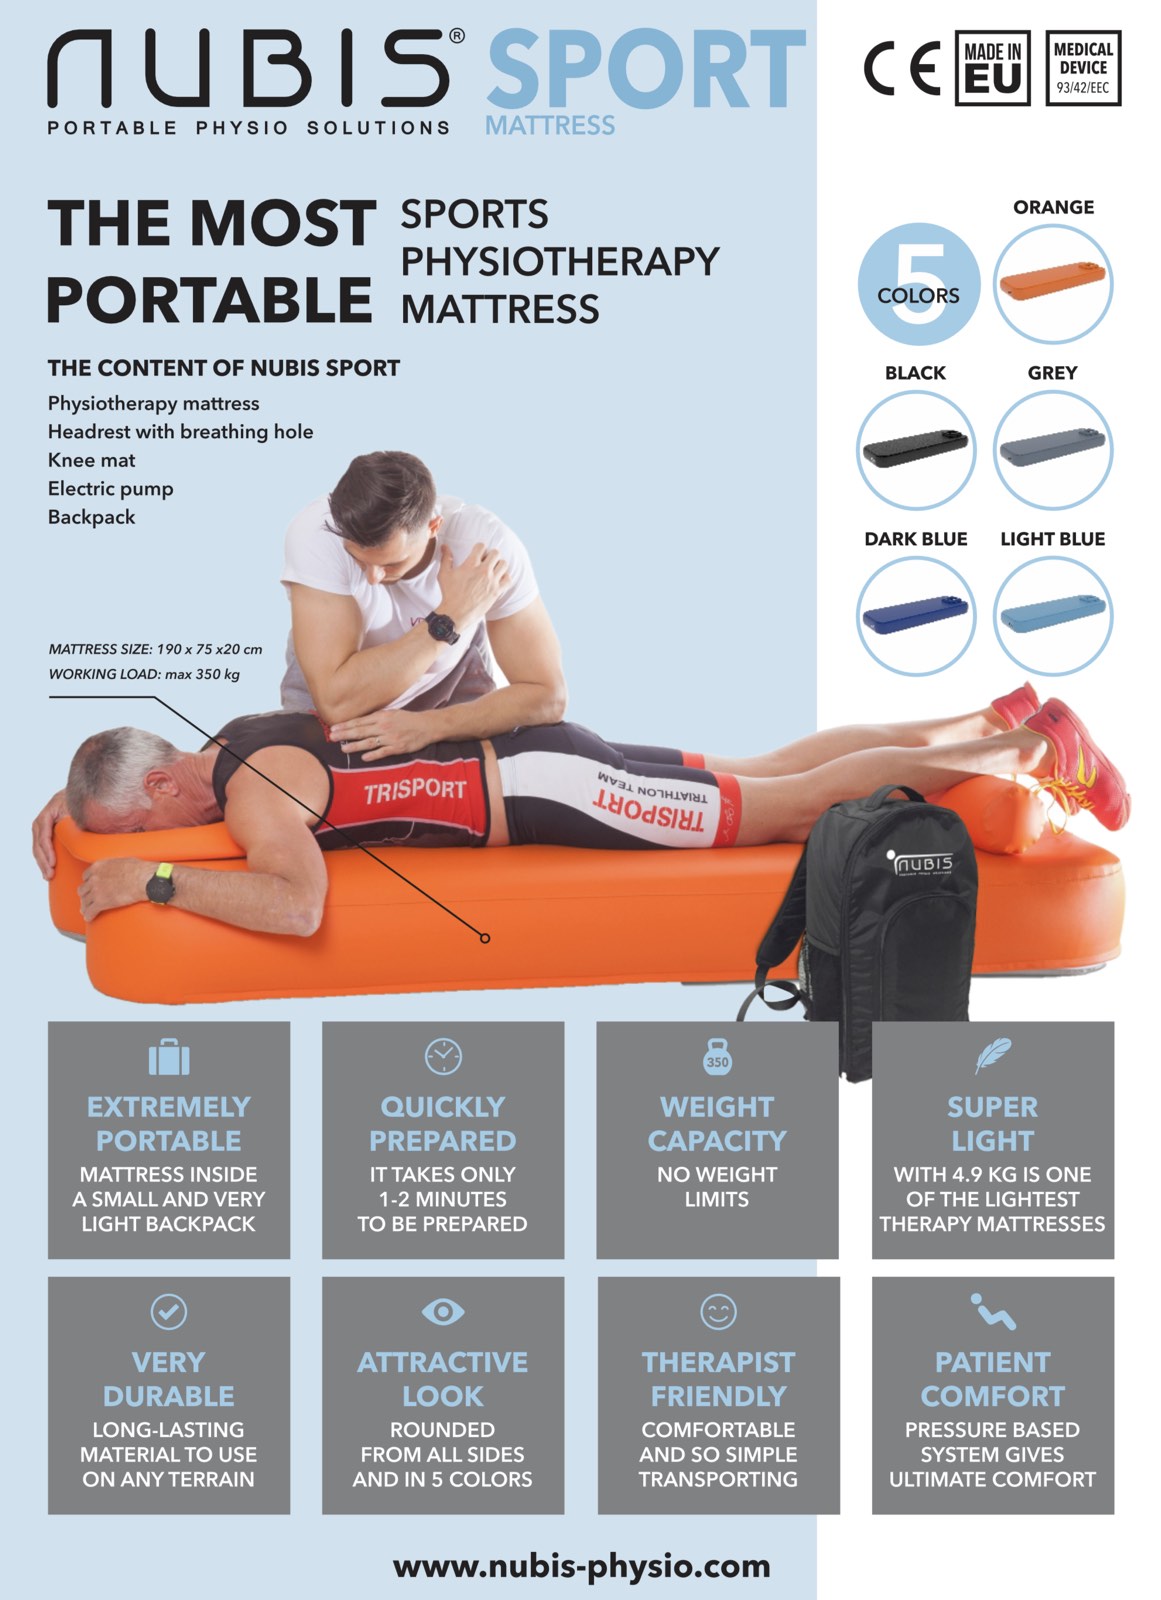 NUBIS®
PORTABLE PHYSIO SOLUTIONS
SPORT
MATTRESS
CE
MADE IN
EU
MEDICAL
DEVICE
93/42/EEC
THE MOST
PORTABLE
SPORTS
PHYSIOTHERAPY
MATTRESS
THE CONTENT OF NUBIS SPORT
Physiotherapy mattress
Headrest with breathing hole
Knee mat
Electric pump
Backpack
5
COLORS
ORANGE
BLACK
GREY
DARK BLUE
LIGHT BLUE
MATTRESS SIZE: 190 x 75 x20 cm
WORKING LOAD: max 350 kg
TRISPORT
TRISPORT
TRIATHLON TEAM
NUBIS
EXTREMELY
PORTABLE
MATTRESS INSIDE
A SMALL AND VERY
LIGHT BACKPACK
QUICKLY
PREPARED
IT TAKES ONLY
1-2 MINUTES
TO BE PREPARED
350
WEIGHT
CAPACITY
NO WEIGHT
LIMITS
SUPER
LIGHT
WITH 4.9 KG IS ONE
OF THE LIGHTEST
THERAPY MATTRESSES
VERY
DURABLE
LONG-LASTING
MATERIAL TO USE
ON ANY TERRAIN
ATTRACTIVE
LOOK
ROUNDED
FROM ALL SIDES
AND IN 5 COLORS
THERAPIST
FRIENDLY
COMFORTABLE
AND SO SIMPLE
TRANSPORTING
PATIENT
COMFORT
PRESSURE BASED
SYSTEM GIVES
ULTIMATE COMFORT
www.nubis-physio.com